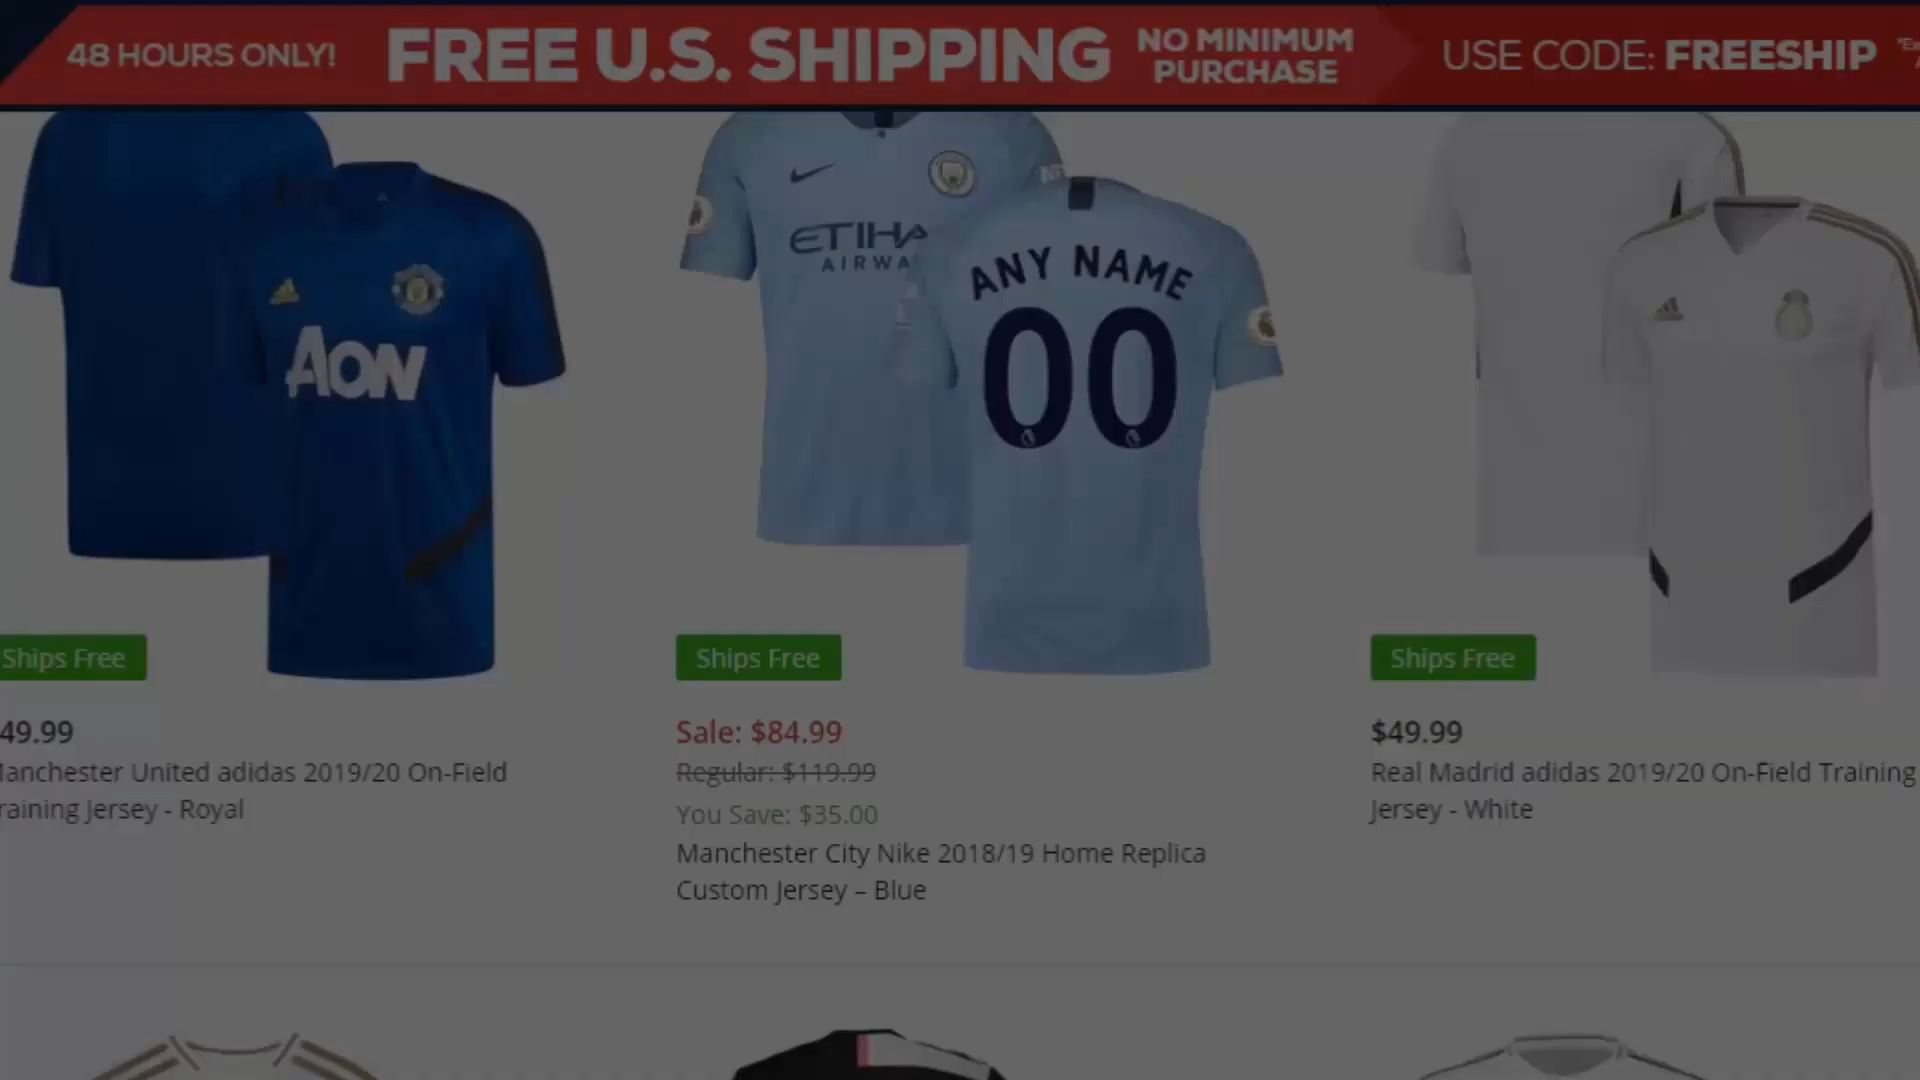 48 HOURS ONLY!
FREE U.S. SHIPPING
NO MINIMUM
PURCHASE
USE CODE: FREESHIP
AON
ETIHA
AIRWA
ANY NAME
00
Ships Free
49.99
Manchester United adidas 2019/20 On-Field
raining Jersey - Royal
Ships Free
Sale: $84.99
Regular: $119.99
You Save: $35.00
Manchester City Nike 2018/19 Home Replica
Custom Jersey – Blue
Ships Free
$49.99
Real Madrid adidas 2019/20 On-Field Training
Jersey - White